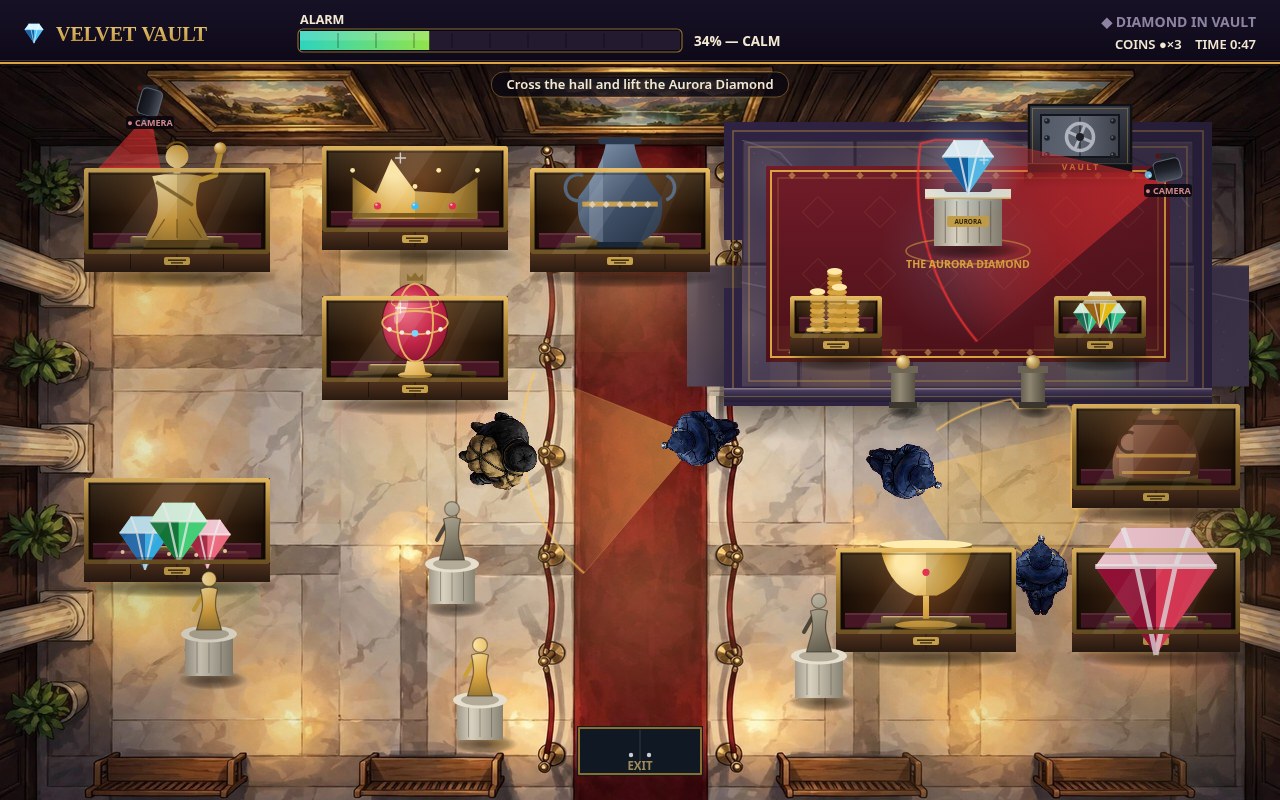 VELVET VAULT
ALARM
34% — CALM
◆ DIAMOND IN VAULT
COINS ●×3 TIME 0:47
Cross the hall and lift the Aurora Diamond
● CAMERA
VAULT
● CAMERA
AURORA
THE AURORA DIAMOND
EXIT